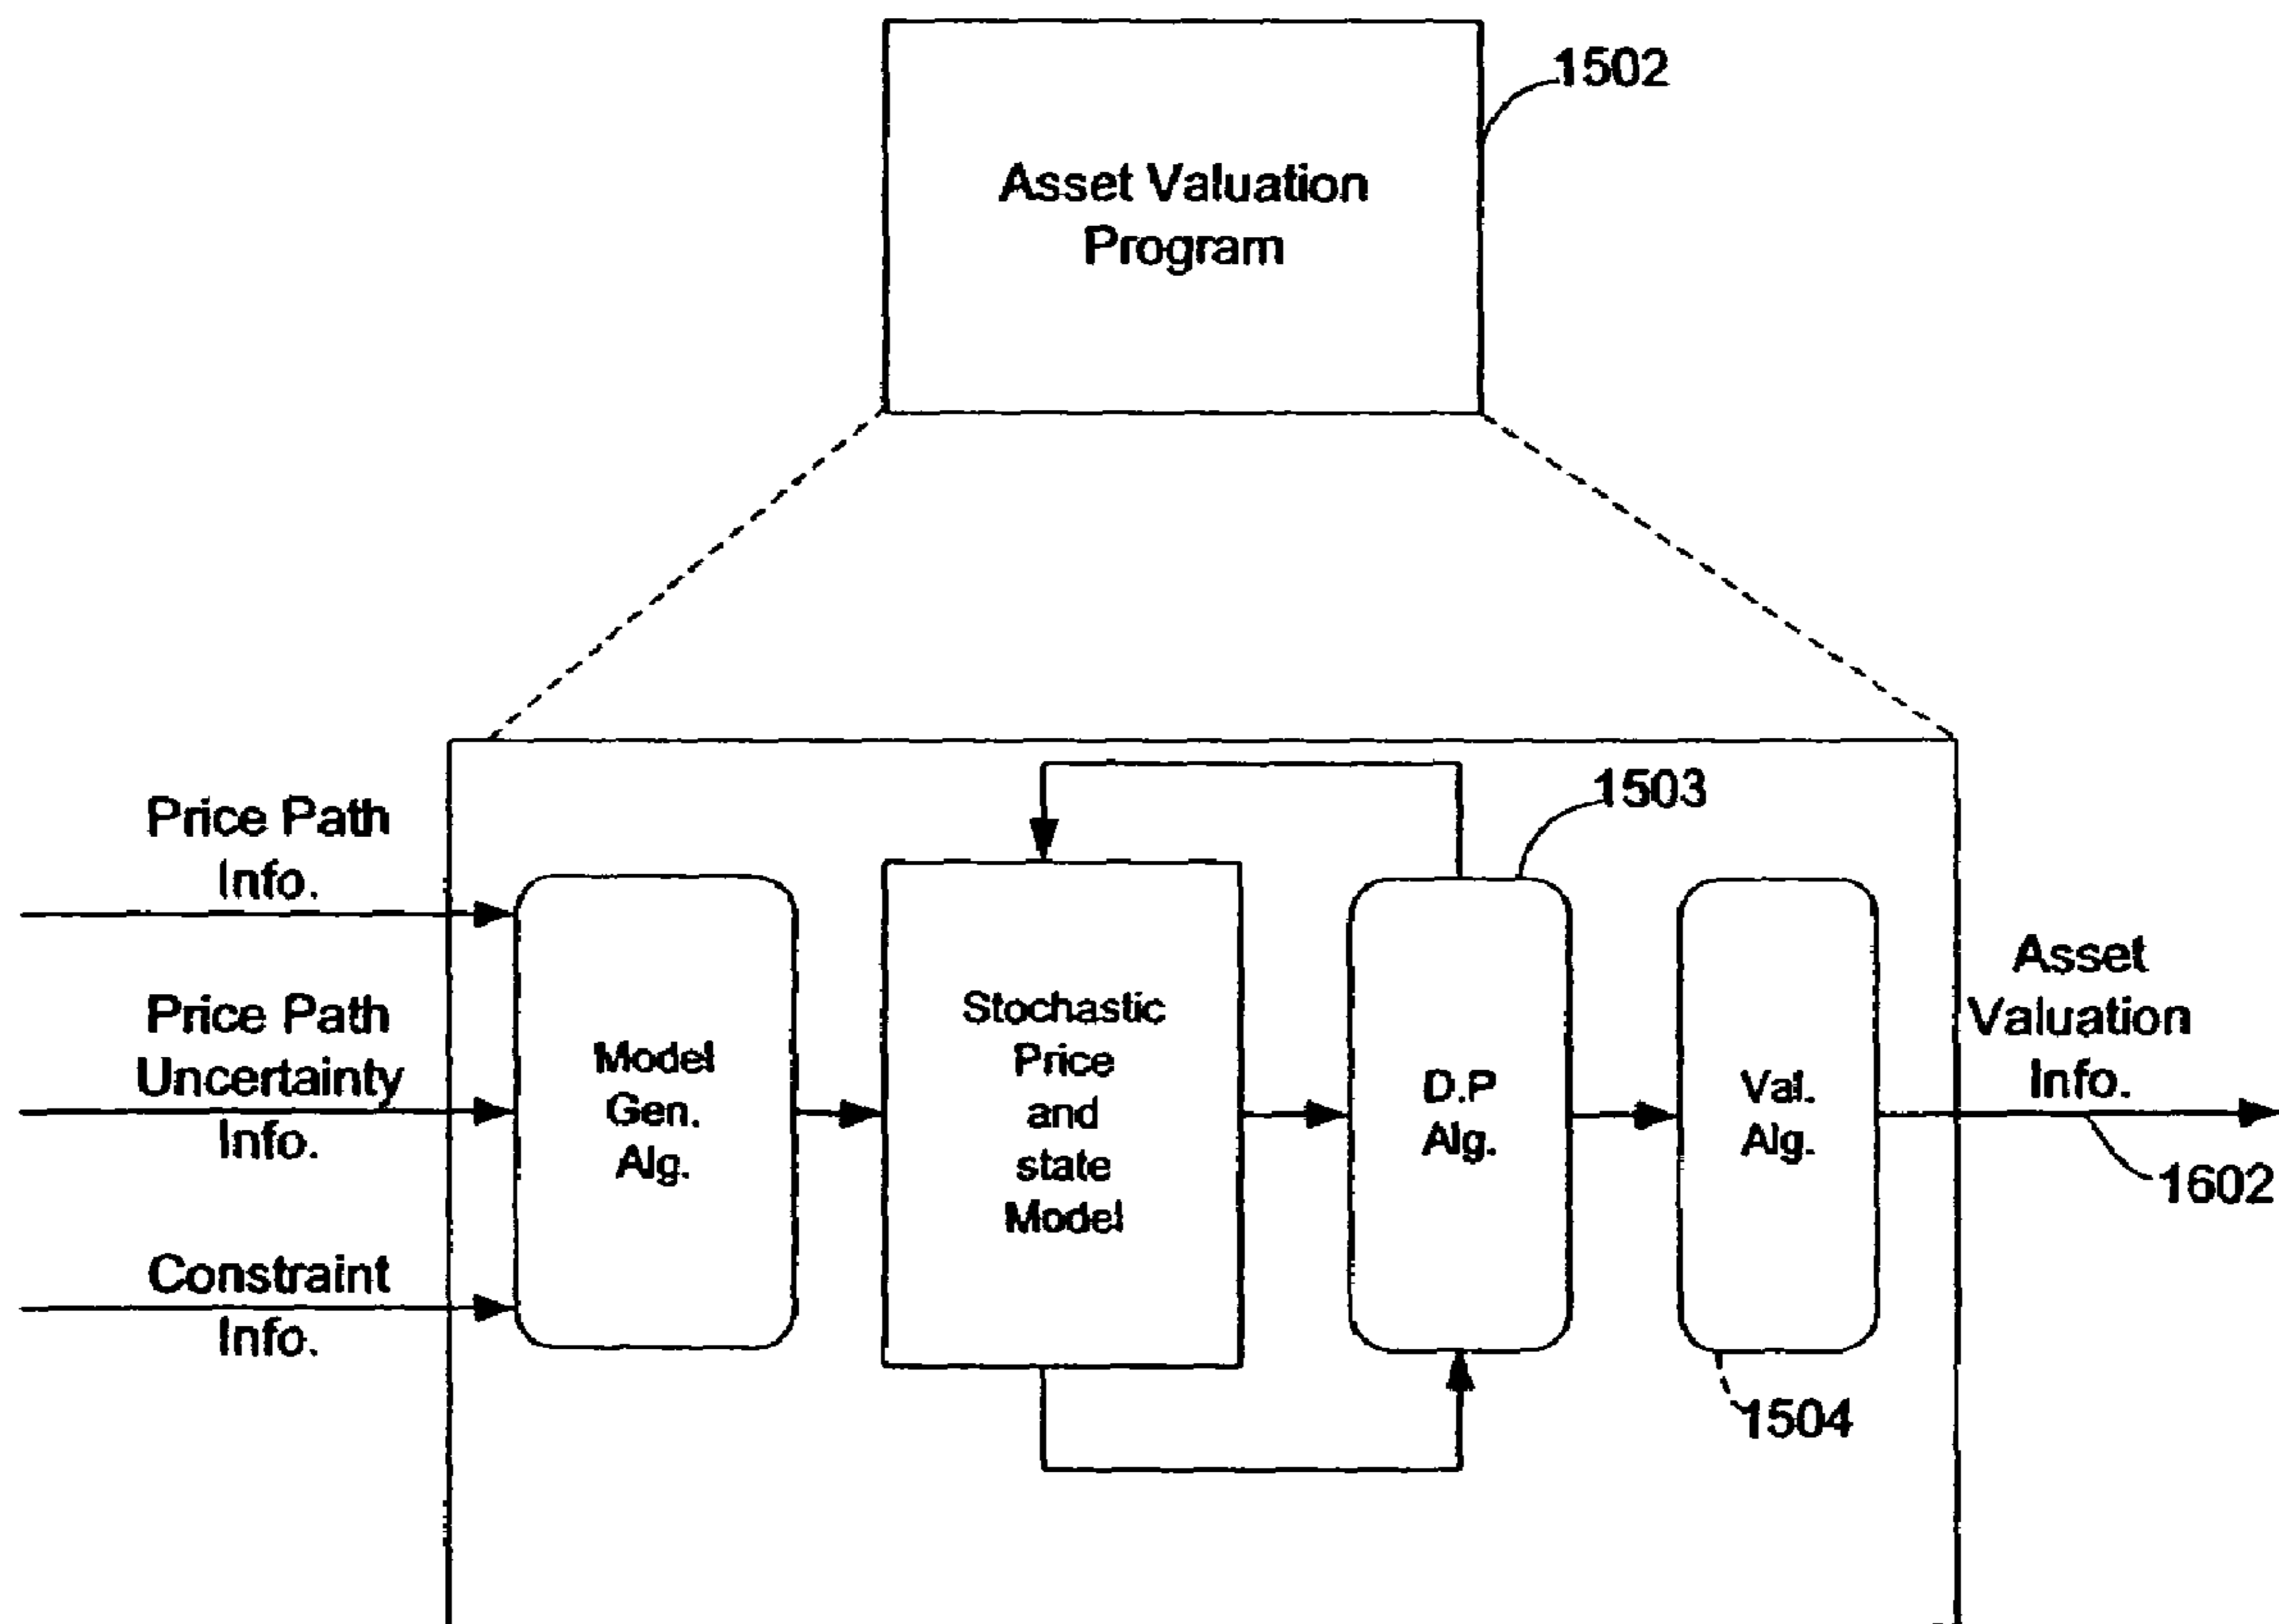 1502
Asset Valuation
Program
1503
Price Path
Info.
Price Path
Uncertainty
Info.
Constraint
Info.
Model
Gen.
Alg.
Stochastic
Price
and
state
Model
D.P
Alg.
Val.
Alg.
Asset
Valuation
Info.
1602
1504